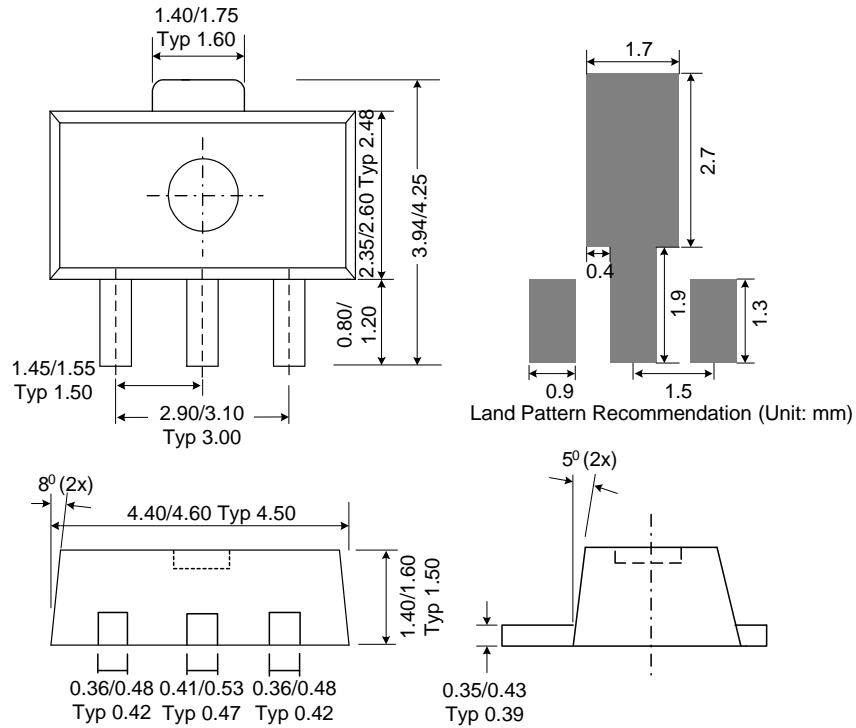 1.40/1.75
Typ 1.60
2.35/2.60 Typ 2.48
3.94/4.25
0.80/
1.20
1.45/1.55
Typ 1.50
2.90/3.10
Typ 3.00
1.7
2.7
0.4
1.9
1.3
0.9
1.5
Land Pattern Recommendation (Unit: mm)
8⁰ (2x)
4.40/4.60 Typ 4.50
1.40/1.60
Typ 1.50
0.36/0.48
Typ 0.42
0.41/0.53
Typ 0.47
0.36/0.48
Typ 0.42
5⁰ (2x)
0.35/0.43
Typ 0.39